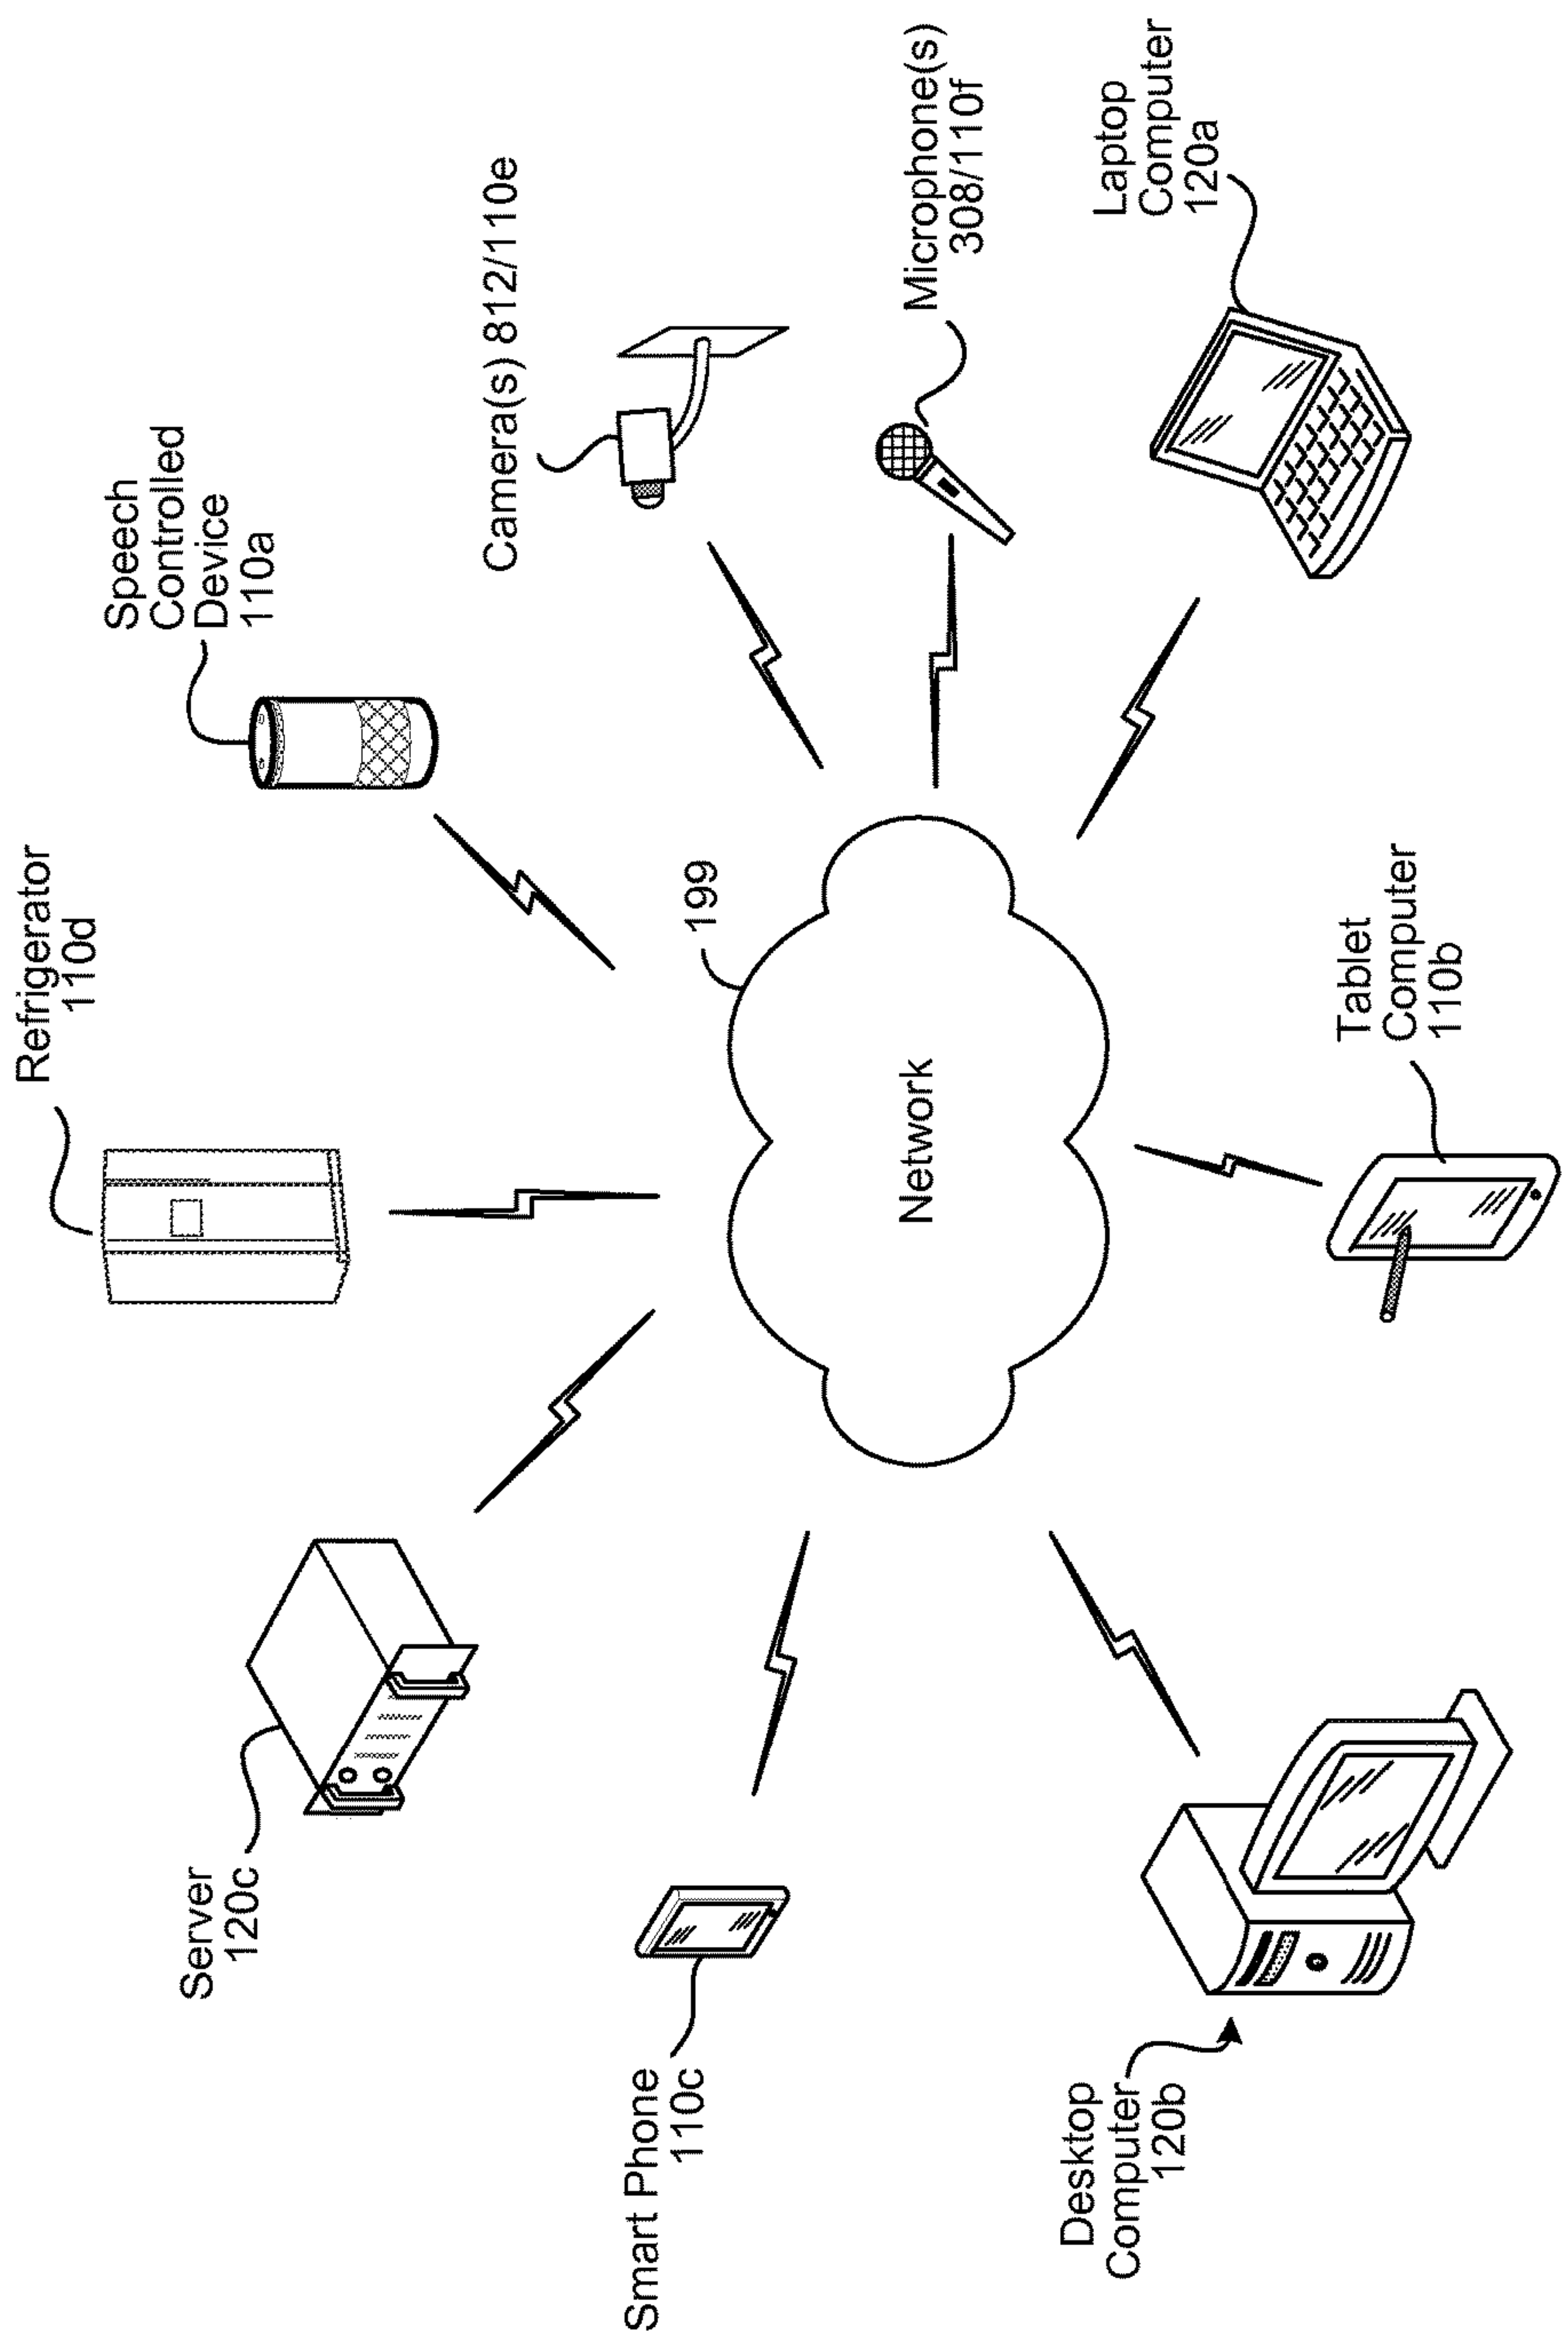 Refrigerator
110d
Speech
Controlled
Device
110a
Server
120c
Camera(s) 812/110e
Smart Phone
110c
199
Network
Microphone(s)
308/110f
Desktop
Computer
120b
Tablet
Computer
110b
Laptop
Computer
120a